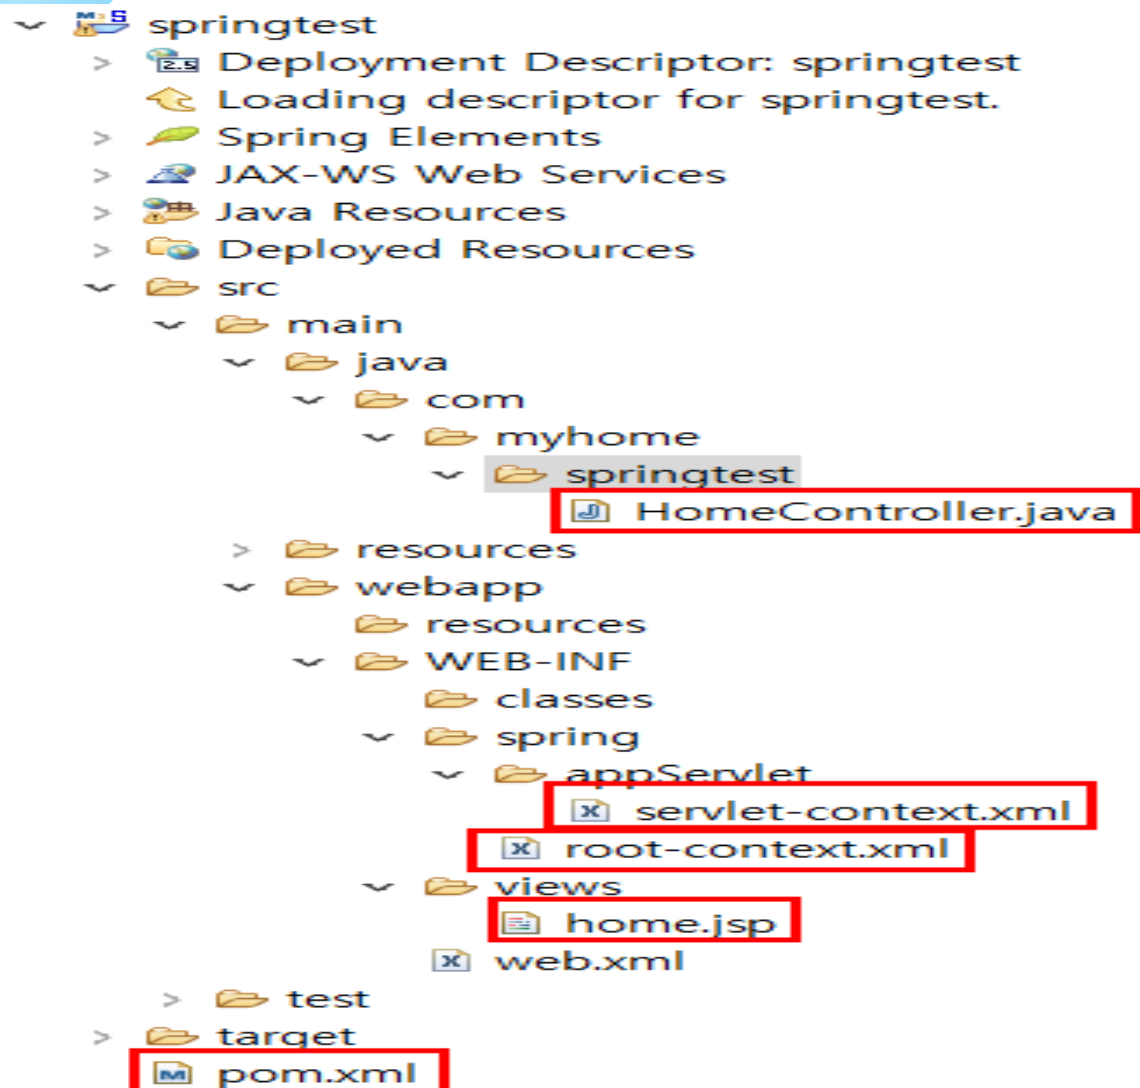 springtest
Deployment Descriptor: springtest
Loading descriptor for springtest.
Spring Elements
JAX-WS Web Services
Java Resources
Deployed Resources
src
main
java
com
myhome
springtest
HomeController.java
resources
webapp
resources
WEB-INF
classes
spring
appServlet
servlet-context.xml
root-context.xml
views
home.jsp
web.xml
test
target
pom.xml